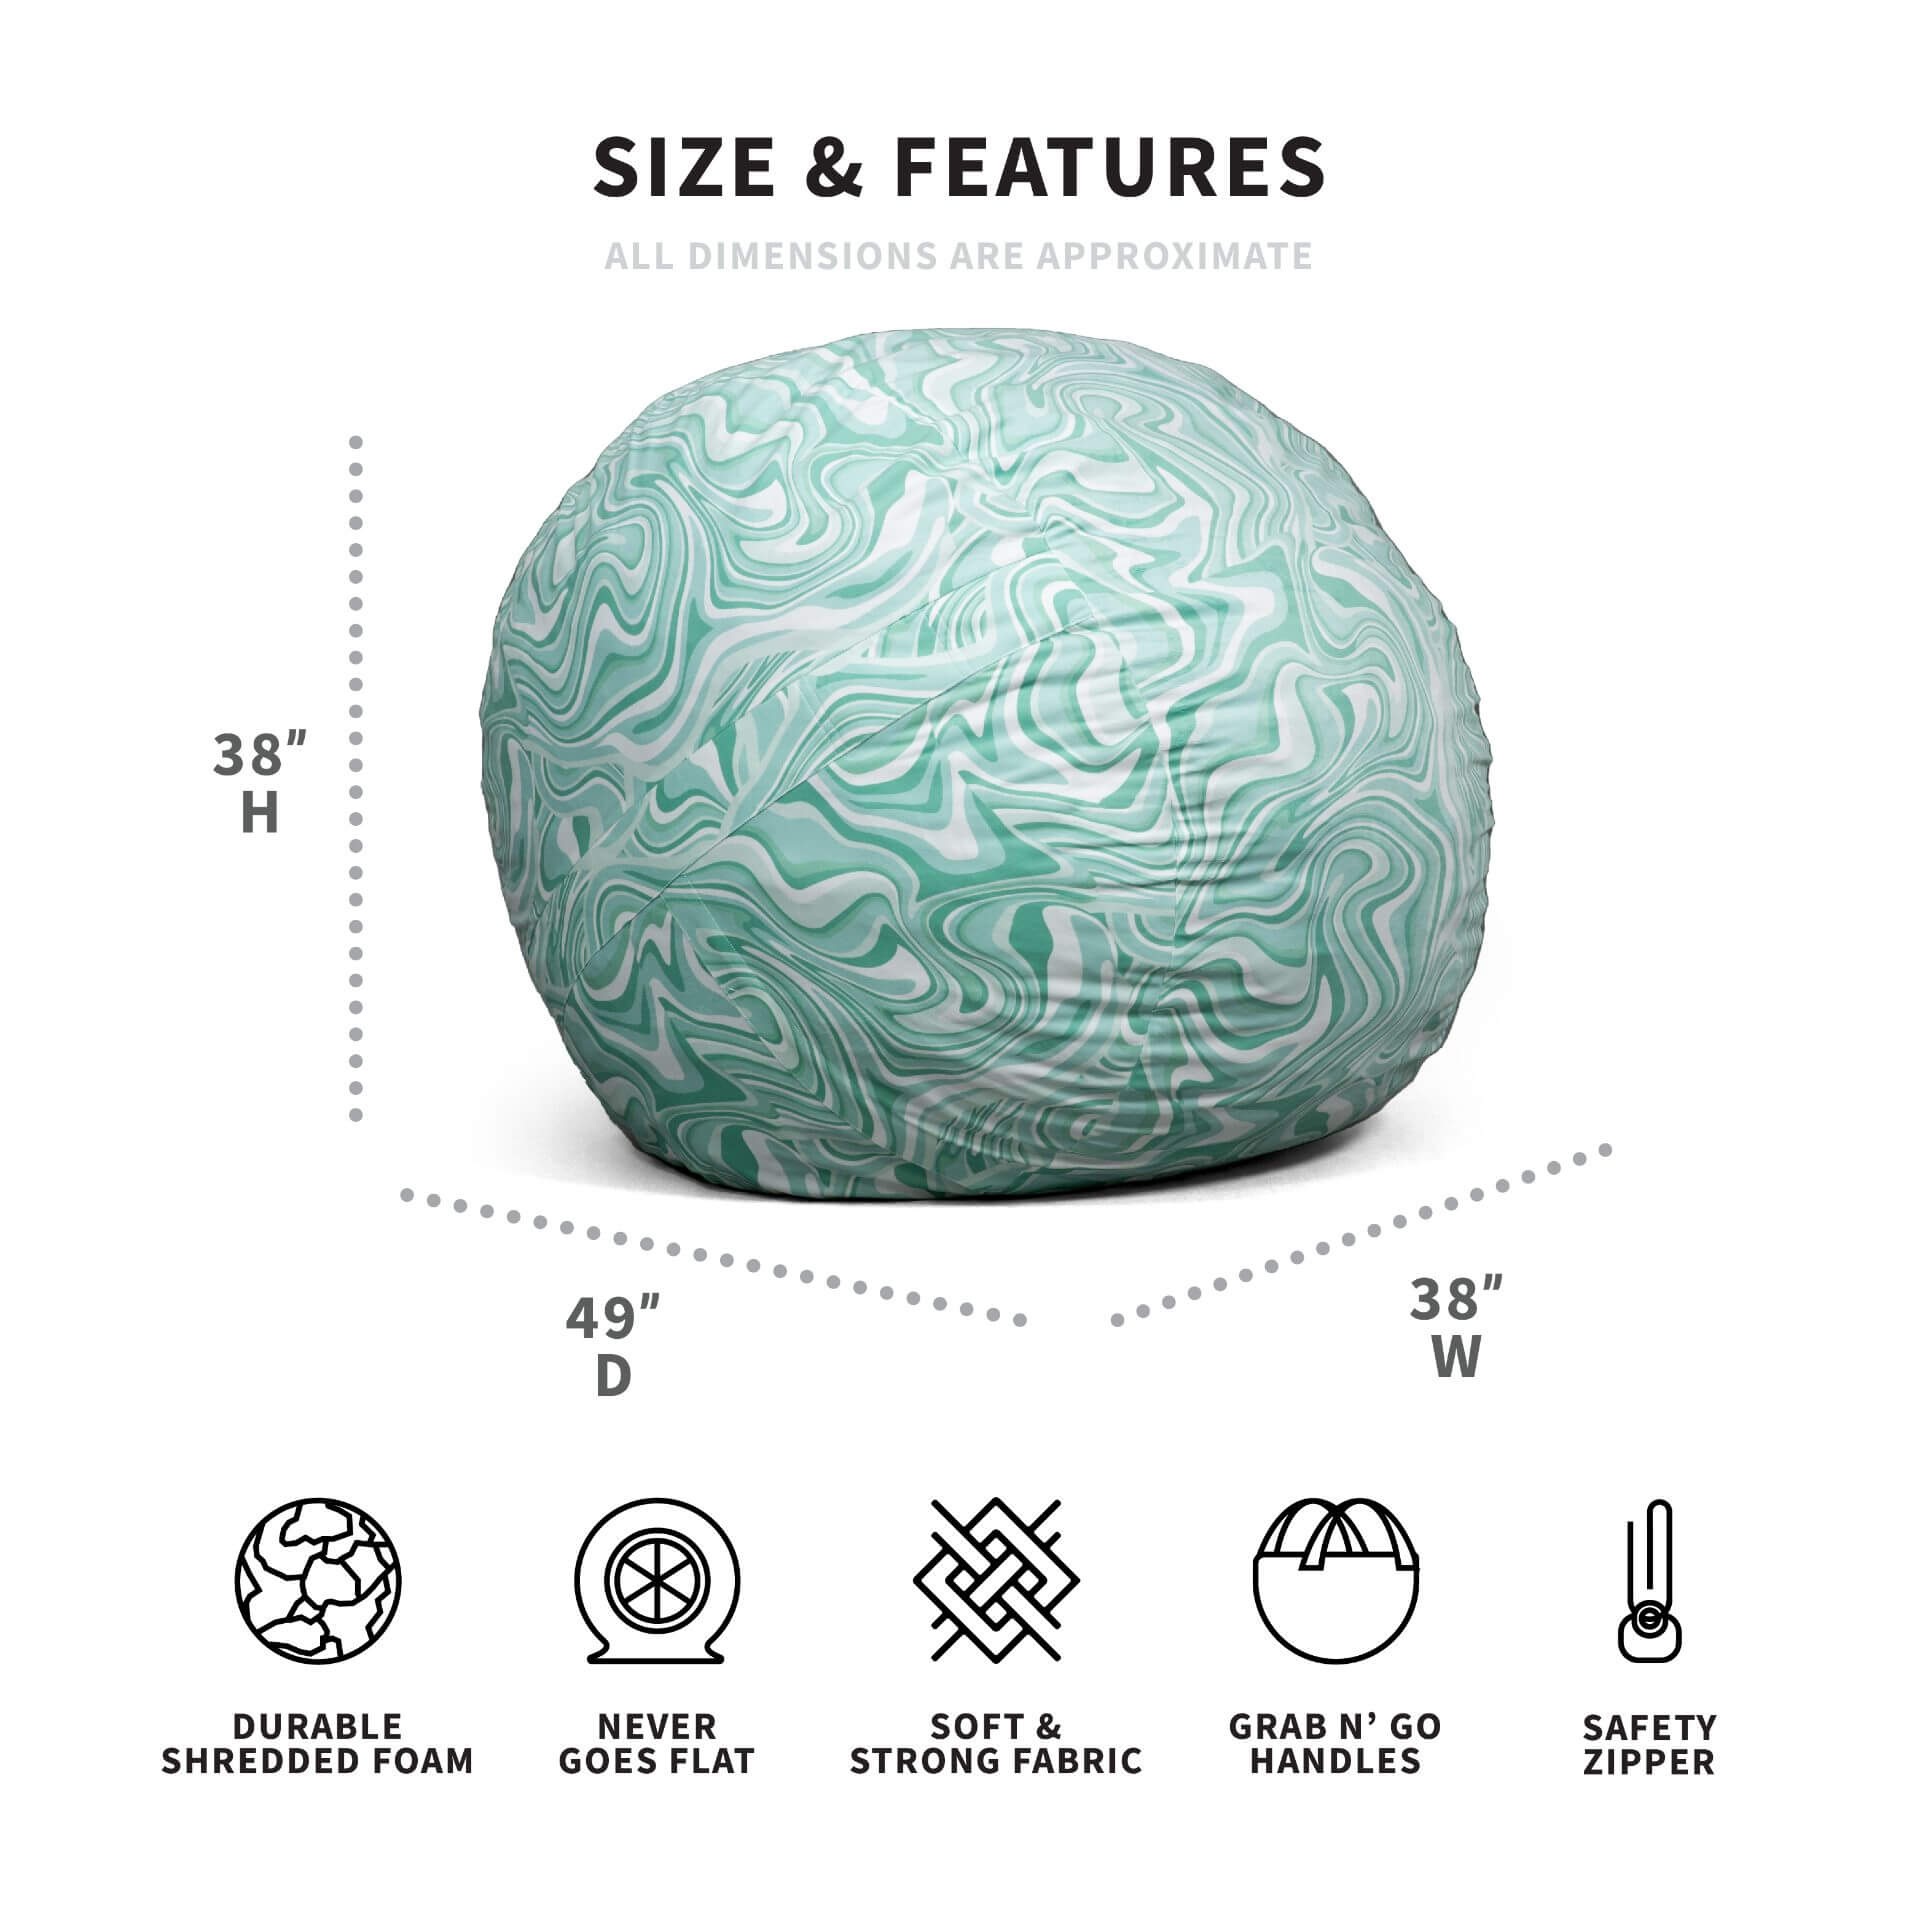 SIZE & FEATURES
ALL DIMENSIONS ARE APPROXIMATE
38″
H
49″
D
38″
W
DURABLE
SHREDDED FOAM
NEVER
GOES FLAT
SOFT &
STRONG FABRIC
GRAB N’ GO
HANDLES
SAFETY
ZIPPER